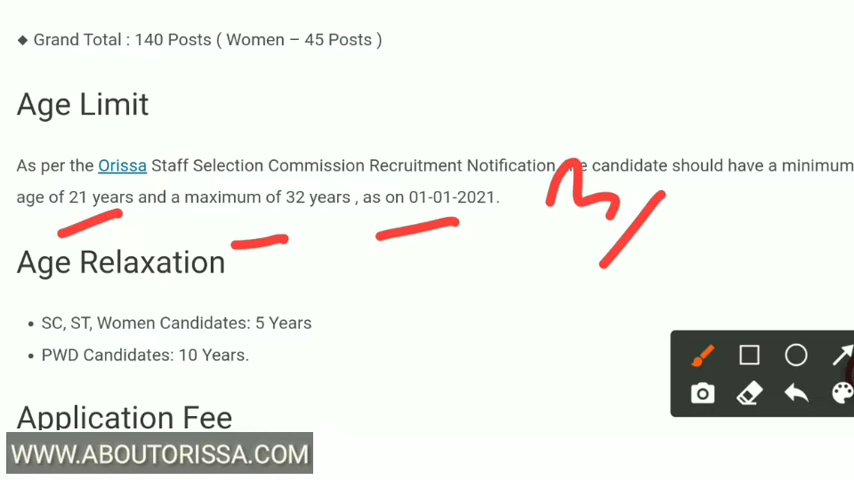 ◆ Grand Total : 140 Posts ( Women – 45 Posts )
Age Limit
As per the Orissa Staff Selection Commission Recruitment Notification, candidate should have a minimum
age of 21 years and a maximum of 32 years , as on 01-01-2021.
Age Relaxation
• SC, ST, Women Candidates: 5 Years
• PWD Candidates: 10 Years.
Application Fee
WWW.ABOUTORISSA.COM